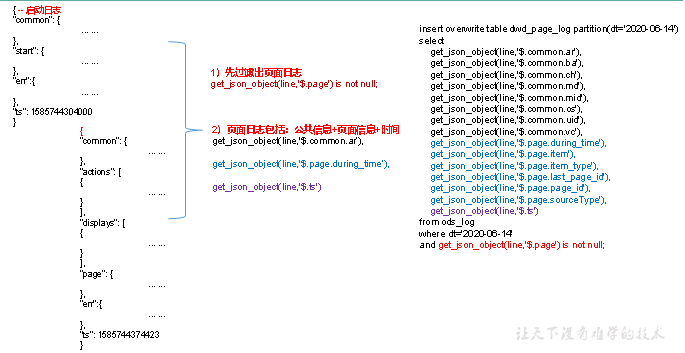 { -- 启动日志
"common": {
......
},
"start": {
......
},
"err":{
......
},
"ts": 1585744304000
}
{
"common": {
......
},
"actions": [
{
......
}
],
"displays": [
{
......
}
],
"page": {
......
},
"err":{
......
},
"ts": 1585744374423
}
1）先过滤出页面日志
get_json_object(line,'$.page') is not null;
2）页面日志包括：公共信息+页面信息+时间
get_json_object(line,'$.common.ar'),
get_json_object(line,'$.page.during_time'),
get_json_object(line,'$.ts')
insert overwrite table dwd_page_log partition(dt='2020-06-14')
select
get_json_object(line,'$.common.ar'),
get_json_object(line,'$.common.ba'),
get_json_object(line,'$.common.ch'),
get_json_object(line,'$.common.md'),
get_json_object(line,'$.common.mid'),
get_json_object(line,'$.common.os'),
get_json_object(line,'$.common.uid'),
get_json_object(line,'$.common.vc'),
get_json_object(line,'$.page.during_time'),
get_json_object(line,'$.page.item'),
get_json_object(line,'$.page.item_type'),
get_json_object(line,'$.page.last_page_id'),
get_json_object(line,'$.page.page_id'),
get_json_object(line,'$.page.sourceType'),
get_json_object(line,'$.ts')
from ods_log
where dt='2020-06-14'
and get_json_object(line,'$.page') is not null;
让天下没有难学的技术